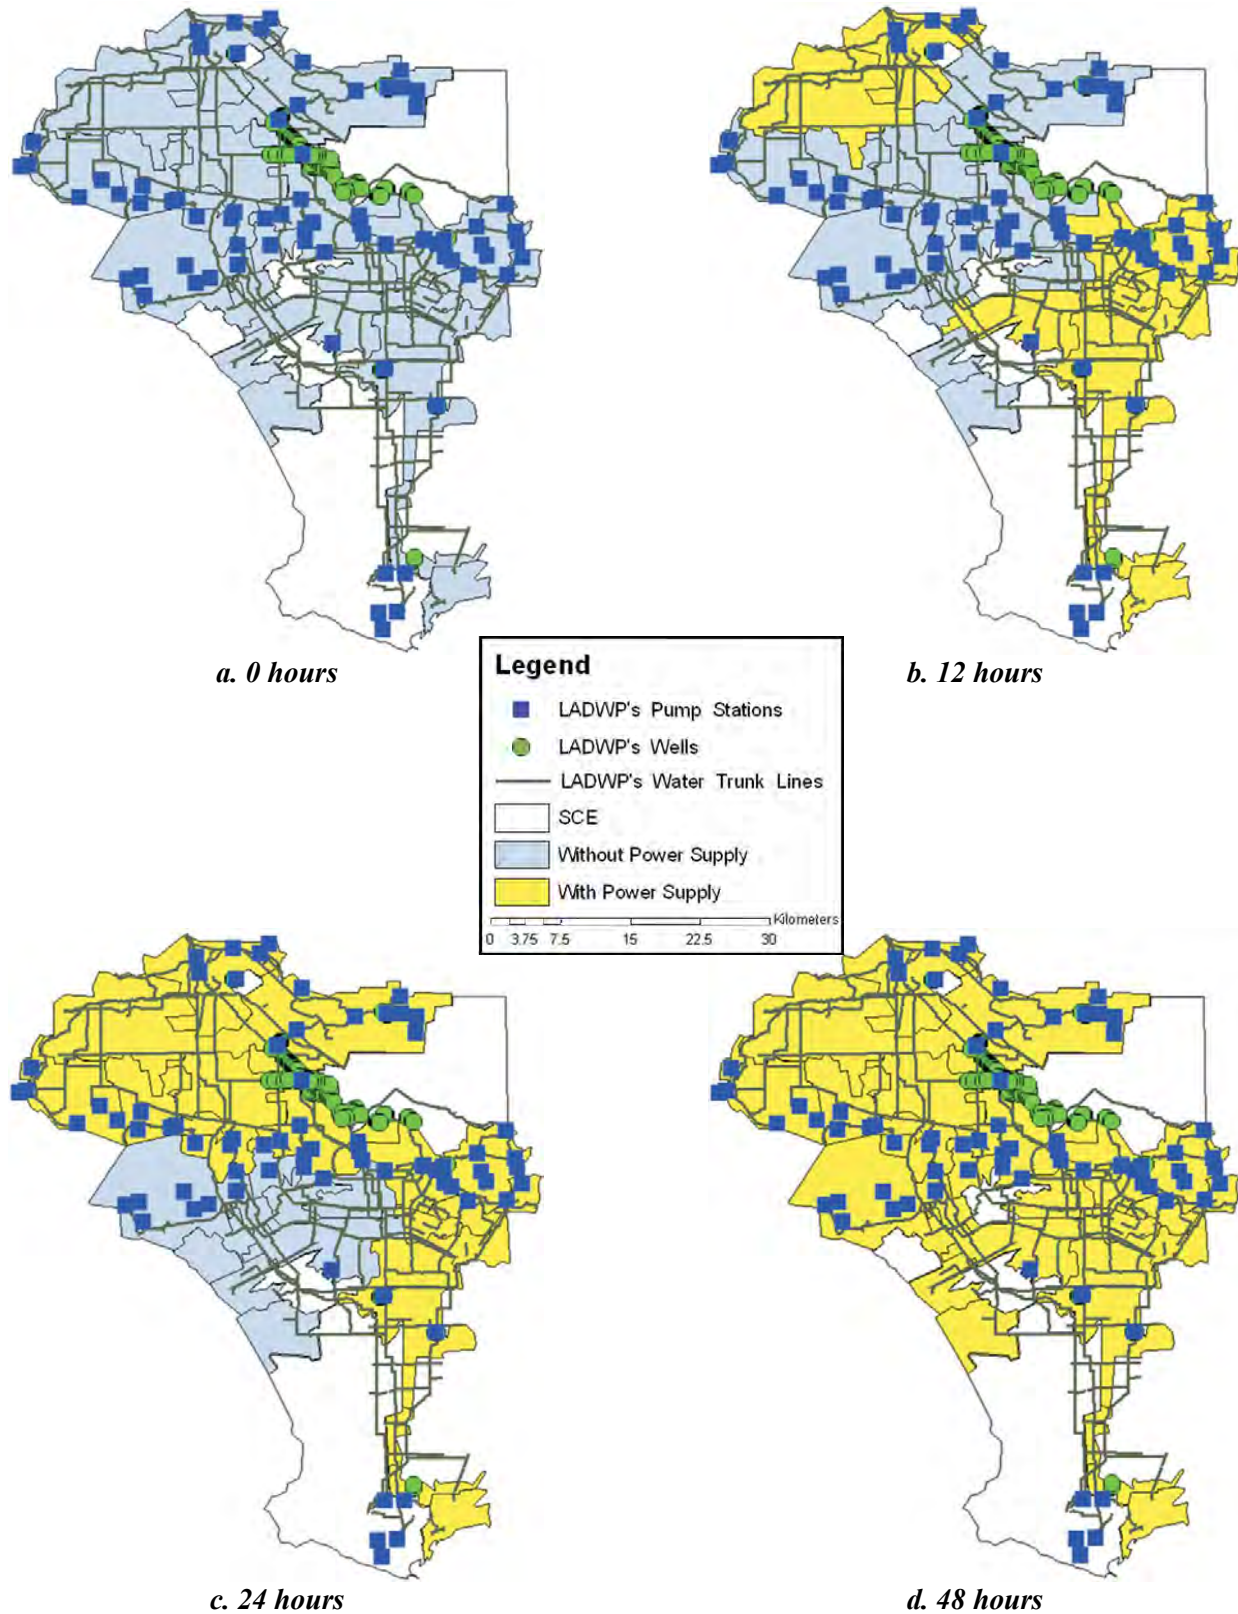 a. 0 hours
b. 12 hours
Legend
LADWP's Pump Stations
LADWP's Wells
LADWP's Water Trunk Lines
SCE
Without Power Supply
With Power Supply
Kilometers
0 3.75 7.5 15 22.5 30
c. 24 hours
d. 48 hours